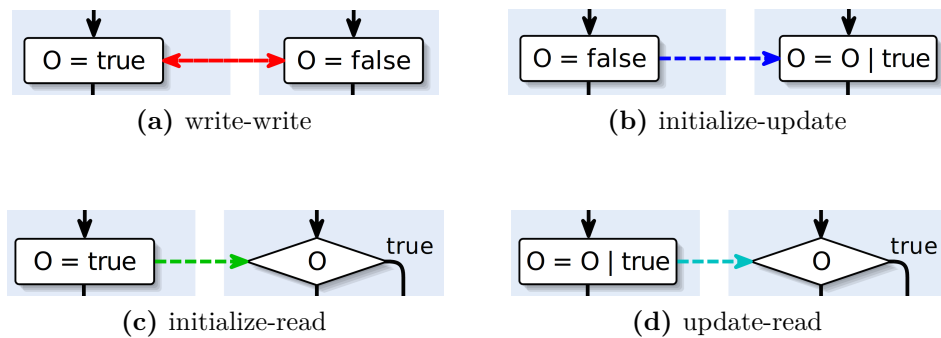 O = true
O = false
O = false
O = O | true
(a) write-write
(b) initialize-update
O = true
O
true
O = O | true
O
true
(c) initialize-read
(d) update-read